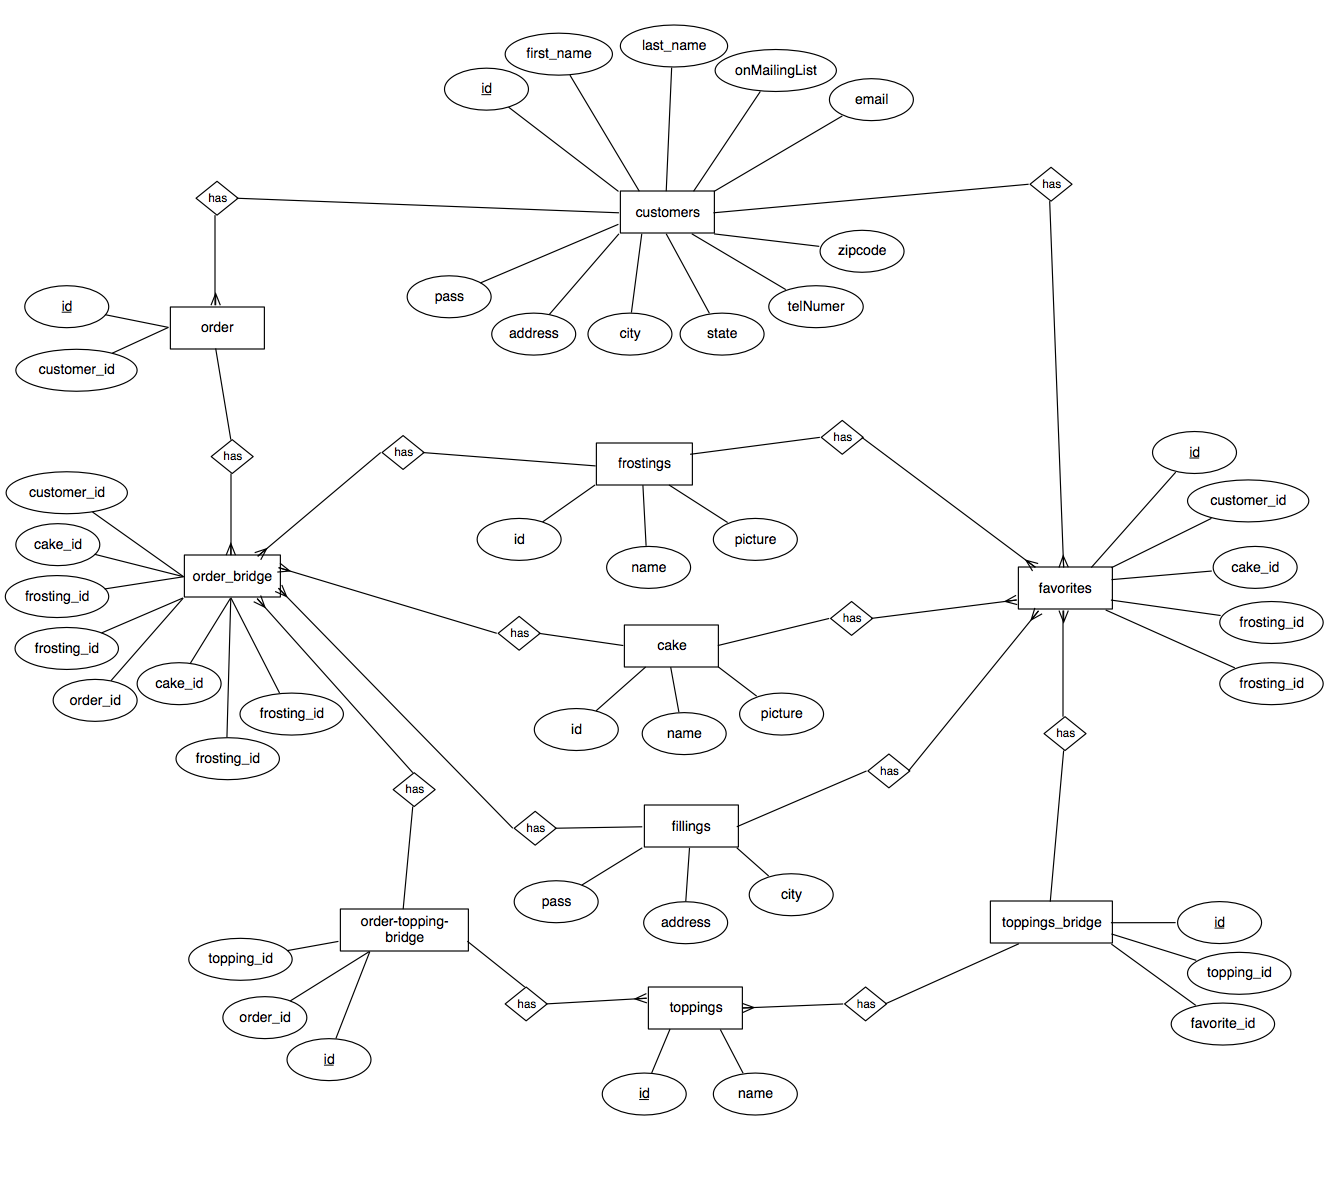 last_name
first_name
onMailingList
id
email
has
has
customers
zipcode
pass
telNumer
id
order
address
city
state
customer_id
has
has
id
has
frostings
customer_id
customer_id
cake_id
id
picture
name
cake_id
order_bridge
favorites
frosting_id
has
has
frosting_id
frosting_id
cake
cake_id
frosting_id
order_id
frosting_id
picture
id
name
has
frosting_id
has
has
has
fillings
pass
city
address
order-topping-
bridge
toppings_bridge
id
topping_id
topping_id
has
toppings
has
order_id
favorite_id
id
id
name